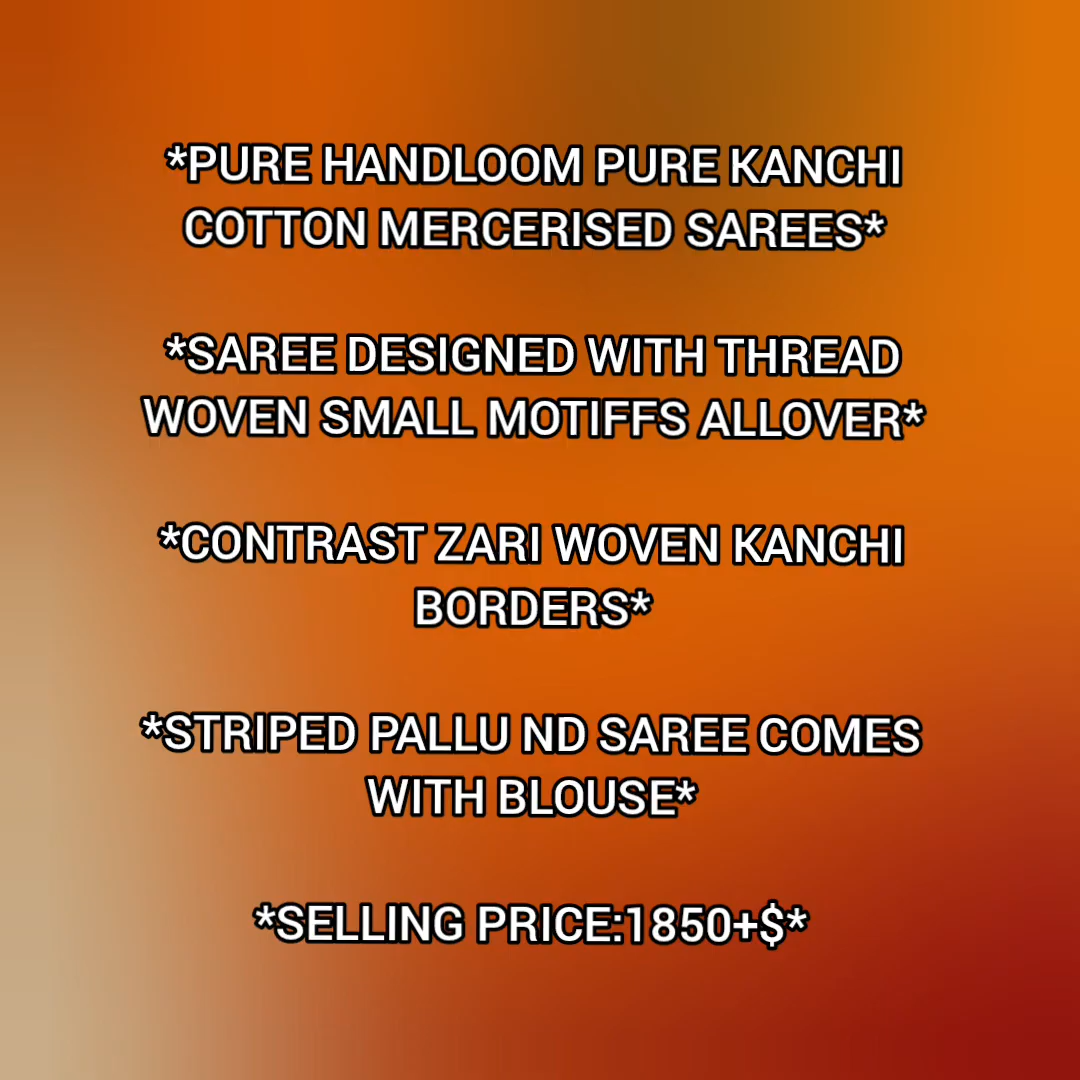 *PURE HANDLOOM PURE KANCHI
COTTON MERCERISED SAREES*
*SAREE DESIGNED WITH THREAD
WOVEN SMALL MOTIFFS ALLOVER*
*CONTRAST ZARI WOVEN KANCHI
BORDERS*
*STRIPED PALLU ND SAREE COMES
WITH BLOUSE*
*SELLING PRICE:1850+$*